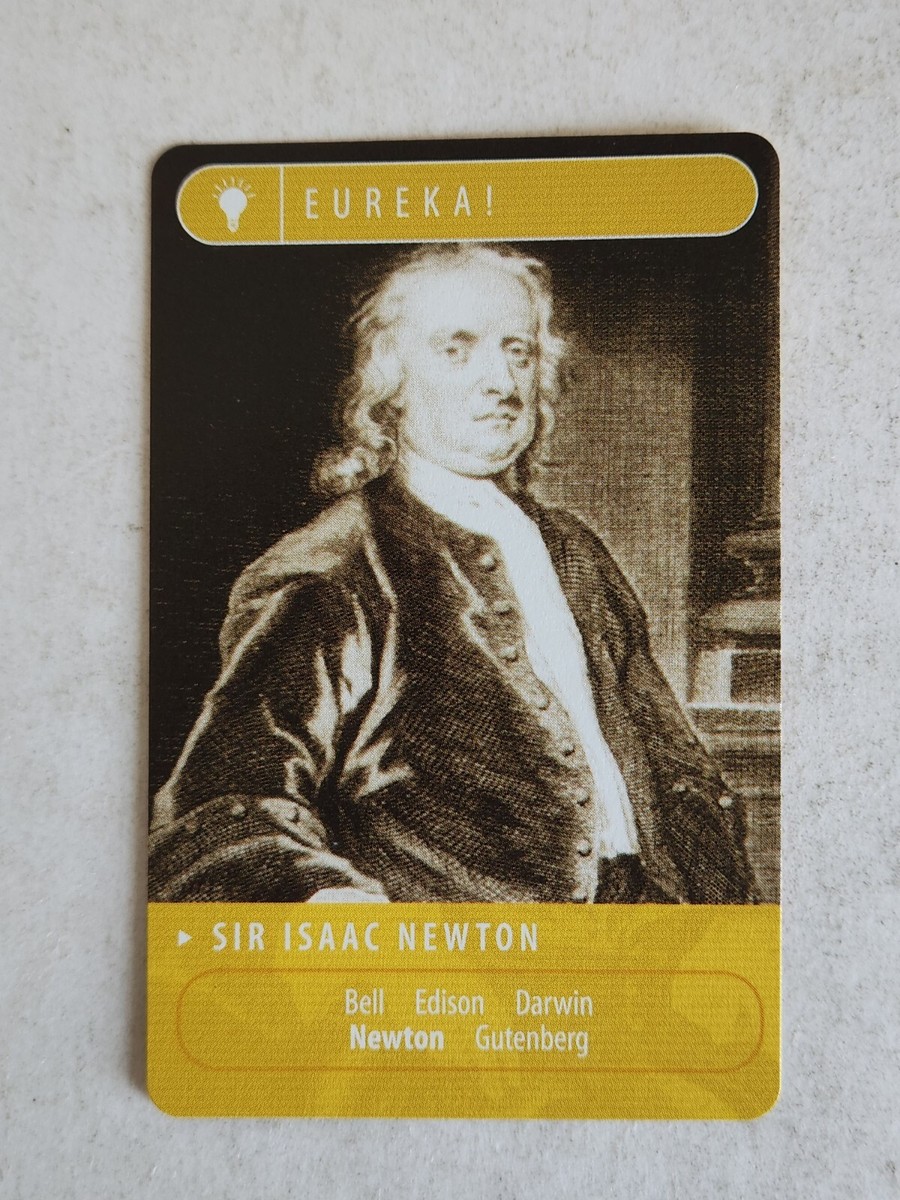 EUREKA!
SIR ISAAC NEWTON
Bell Edison Darwin
Newton Gutenberg